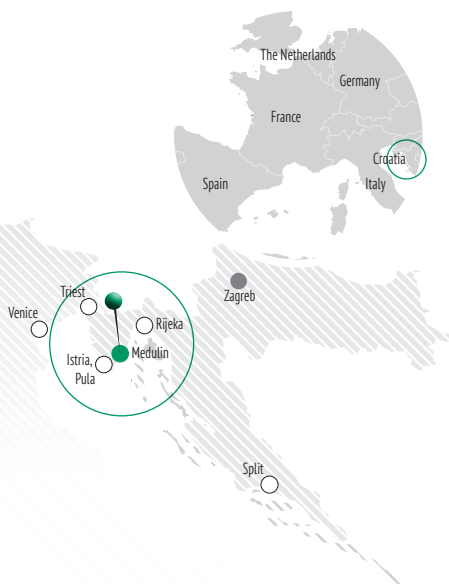 The Netherlands
Germany
France
Croatia
Spain
Italy
Zagreb
Triest
Venice
Rijeka
Medulin
Istria,
Pula
Split